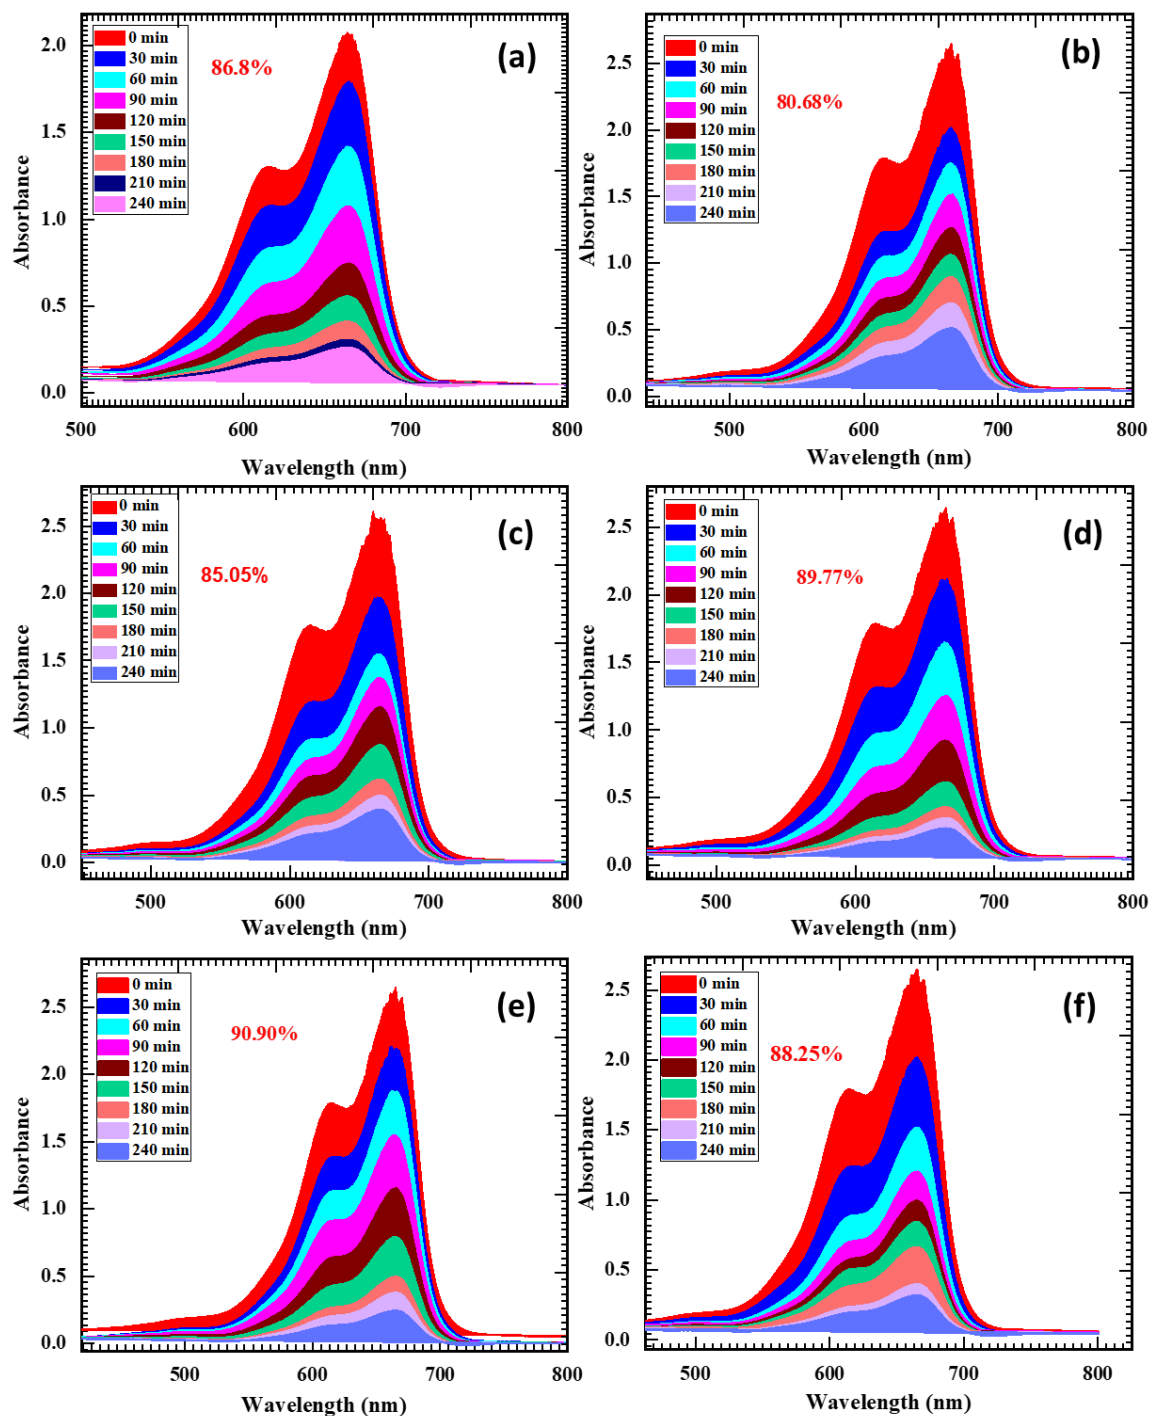 (a)
86.8%
0 min
30 min
60 min
90 min
120 min
150 min
180 min
210 min
240 min
2.0
1.5
1.0
0.5
0.0
Absorbance
500 600 700 800
Wavelength (nm)
(b)
80.68%
0 min
30 min
60 min
90 min
120 min
150 min
180 min
210 min
240 min
2.5
2.0
1.5
1.0
0.5
0.0
Absorbance
500 600 700 800
Wavelength (nm)
(c)
85.05%
0 min
30 min
60 min
90 min
120 min
150 min
180 min
210 min
240 min
2.5
2.0
1.5
1.0
0.5
0.0
Absorbance
500 600 700 800
Wavelength (nm)
(d)
89.77%
0 min
30 min
60 min
90 min
120 min
150 min
180 min
210 min
240 min
2.5
2.0
1.5
1.0
0.5
0.0
Absorbance
500 600 700 800
Wavelength (nm)
(e)
90.90%
0 min
30 min
60 min
90 min
120 min
150 min
180 min
210 min
240 min
2.5
2.0
1.5
1.0
0.5
0.0
Absorbance
500 600 700 800
Wavelength (nm)
(f)
88.25%
0 min
30 min
60 min
90 min
120 min
150 min
180 min
210 min
240 min
2.5
2.0
1.5
1.0
0.5
0.0
Absorbance
500 600 700 800
Wavelength (nm)